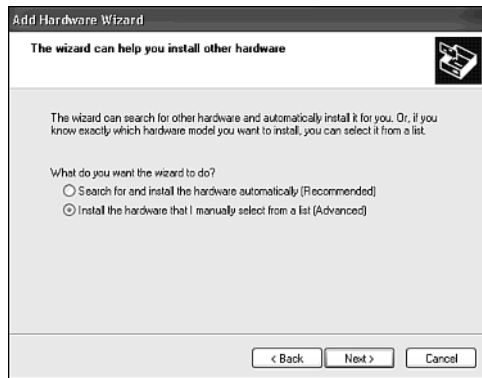 Add Hardware Wizard
The wizard can help you install other hardware
The wizard can search for other hardware and automatically install it for you. Or, if you
know exactly which hardware model you want to install, you can select it from a list.
What do you want the wizard to do?
Search for and install the hardware automatically (Recommended)
Install the hardware that I manually select from a list (Advanced)
< Back Next > Cancel